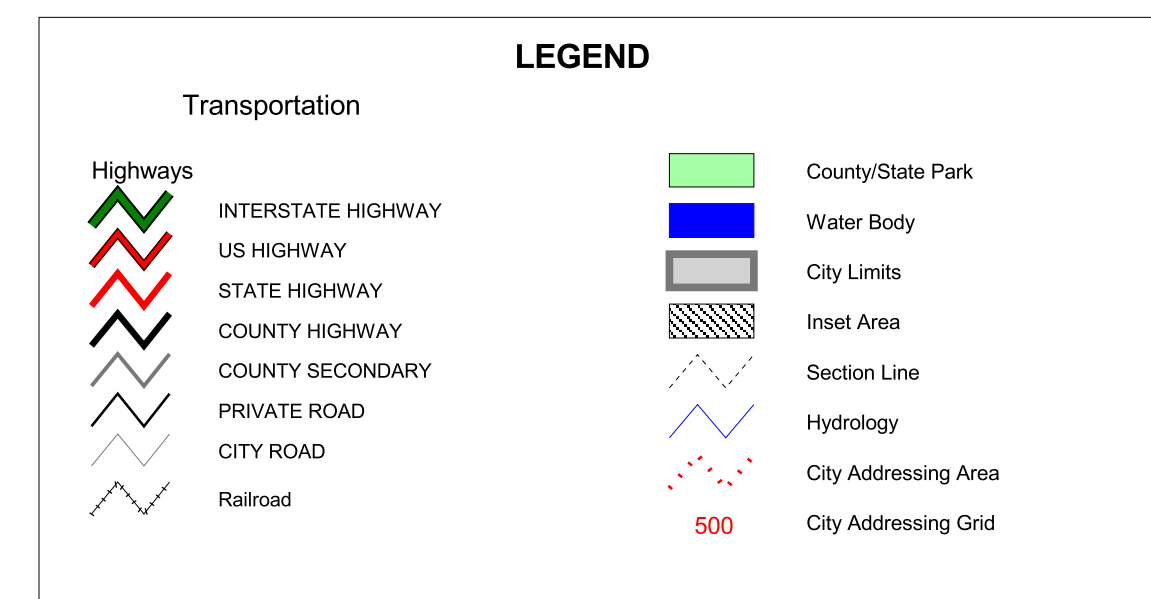 LEGEND
Transportation
Highways
INTERSTATE HIGHWAY
US HIGHWAY
STATE HIGHWAY
COUNTY HIGHWAY
COUNTY SECONDARY
PRIVATE ROAD
CITY ROAD
Railroad
County/State Park
Water Body
City Limits
Inset Area
Section Line
Hydrology
City Addressing Area
500
City Addressing Grid